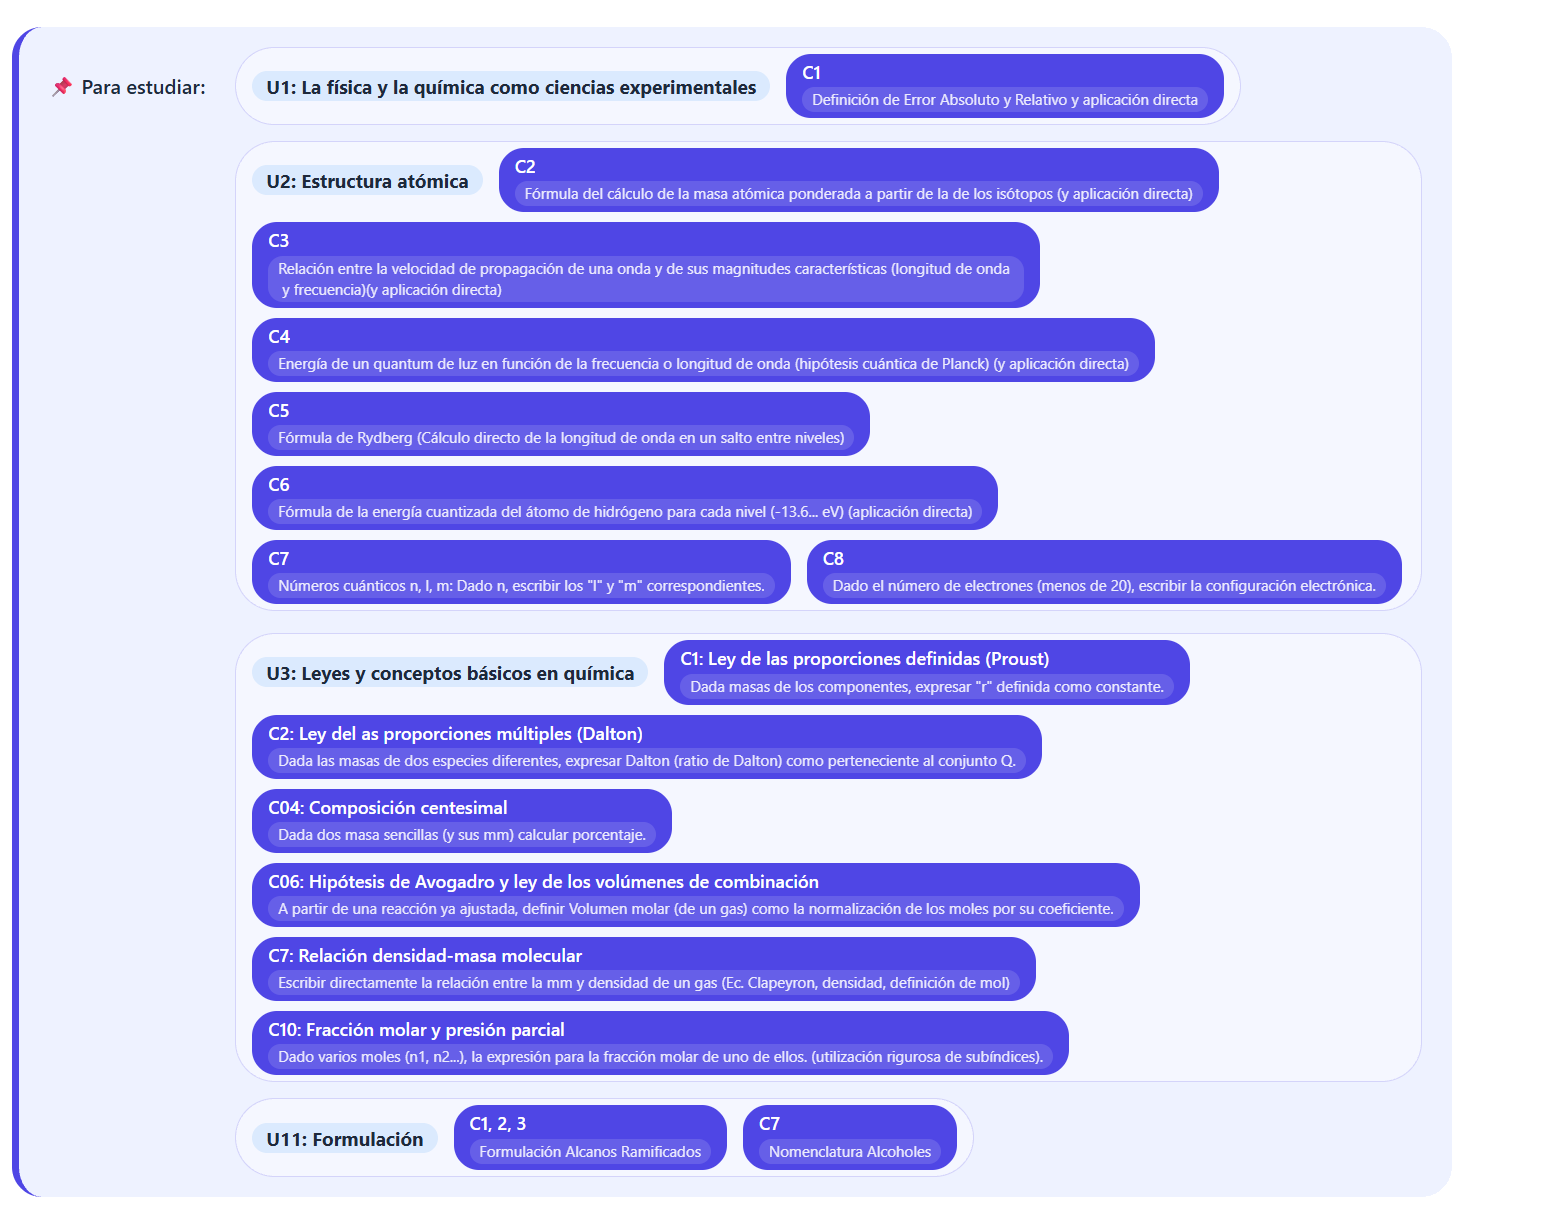 📌 Para estudiar:
U1: La física y la química como ciencias experimentales
C1
Definición de Error Absoluto y Relativo y aplicación directa
U2: Estructura atómica
C2
Fórmula del cálculo de la masa atómica ponderada a partir de la de los isótopos (y aplicación directa)
C3
Relación entre la velocidad de propagación de una onda y de sus magnitudes características (longitud de onda
y frecuencia)(y aplicación directa)
C4
Energía de un quantum de luz en función de la frecuencia o longitud de onda (hipótesis cuántica de Planck) (y aplicación directa)
C5
Fórmula de Rydberg (Cálculo directo de la longitud de onda en un salto entre niveles)
C6
Fórmula de la energía cuantizada del átomo de hidrógeno para cada nivel (-13.6... eV) (aplicación directa)
C7
Números cuánticos n, l, m: Dado n, escribir los "l" y "m" correspondientes.
C8
Dado el número de electrones (menos de 20), escribir la configuración electrónica.
U3: Leyes y conceptos básicos en química
C1: Ley de las proporciones definidas (Proust)
Dada masas de los componentes, expresar "r" definida como constante.
C2: Ley del as proporciones múltiples (Dalton)
Dada las masas de dos especies diferentes, expresar Dalton (ratio de Dalton) como perteneciente al conjunto Q.
C04: Composición centesimal
Dada dos masa sencillas (y sus mm) calcular porcentaje.
C06: Hipótesis de Avogadro y ley de los volúmenes de combinación
A partir de una reacción ya ajustada, definir Volumen molar (de un gas) como la normalización de los moles por su coeficiente.
C7: Relación densidad-masa molecular
Escribir directamente la relación entre la mm y densidad de un gas (Ec. Clapeyron, densidad, definición de mol)
C10: Fracción molar y presión parcial
Dado varios moles (n1, n2...), la expresión para la fracción molar de uno de ellos. (utilización rigurosa de subíndices).
U11: Formulación
C1, 2, 3
Formulación Alcanos Ramificados
C7
Nomenclatura Alcoholes